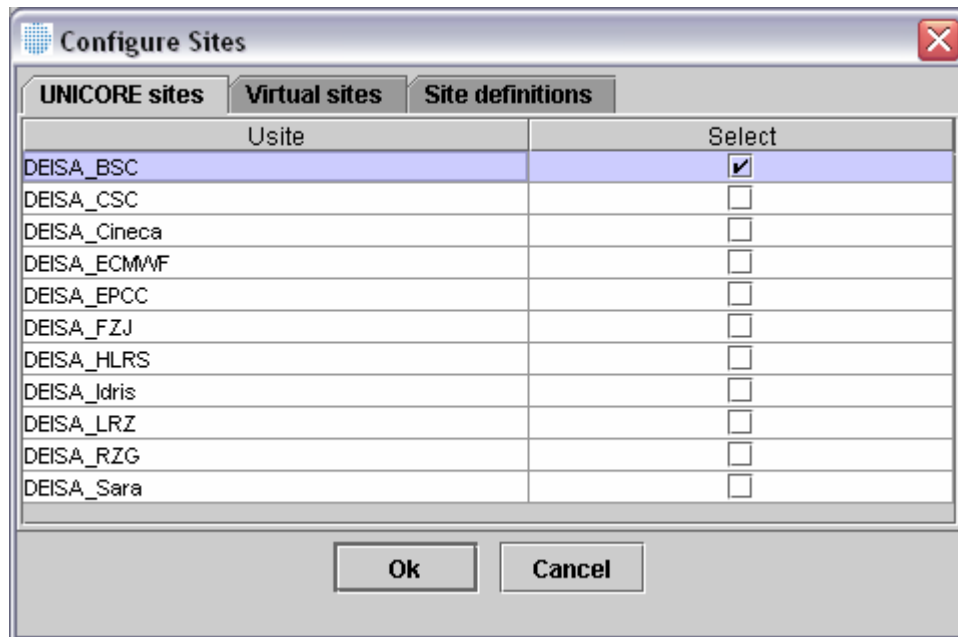 Configure Sites
UNICORE sites Virtual sites Site definitions
Usite Select
DEISA_BSC
DEISA_CSC
DEISA_Cineca
DEISA_ECMWF
DEISA_EPCC
DEISA_FZJ
DEISA_HLRS
DEISA_Idris
DEISA_LRZ
DEISA_RZG
DEISA_Sara
Ok Cancel